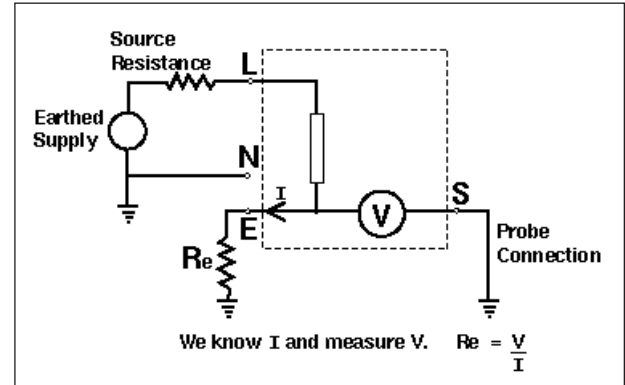 Source
Resistance
L
Earthed
Supply
N
I
E
V
S
Re
Probe
Connection
We know I and measure V. Re = V
I